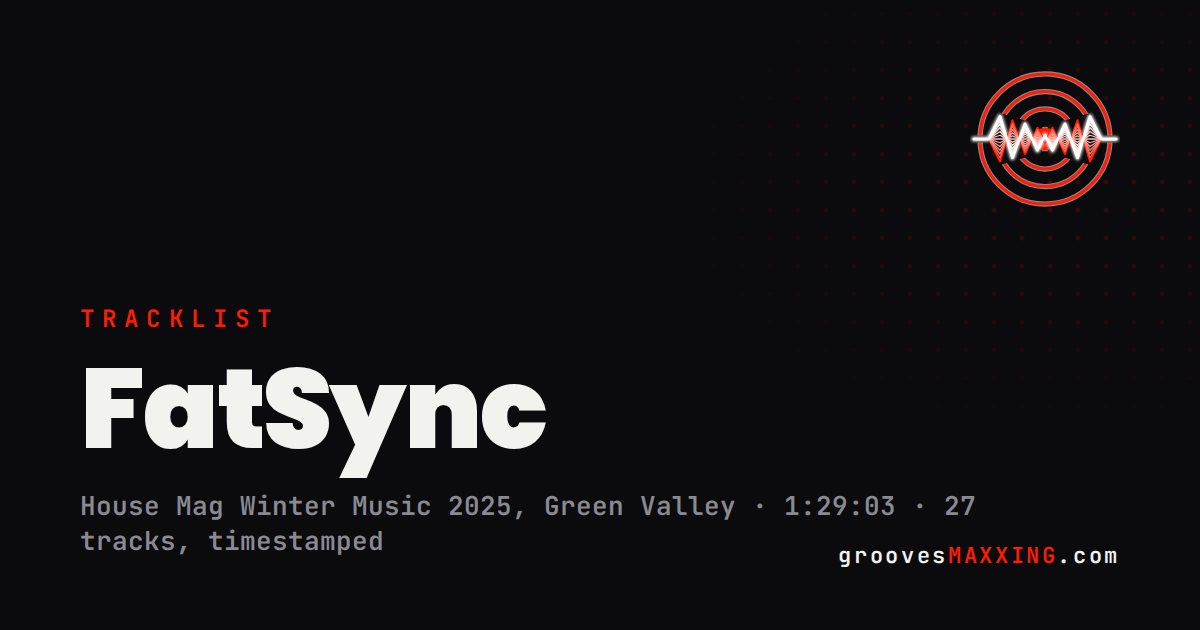 TRACKLIST
FatSync
House Mag Winter Music 2025, Green Valley · 1:29:03 · 27
tracks, timestamped
groovesMAXXING.com